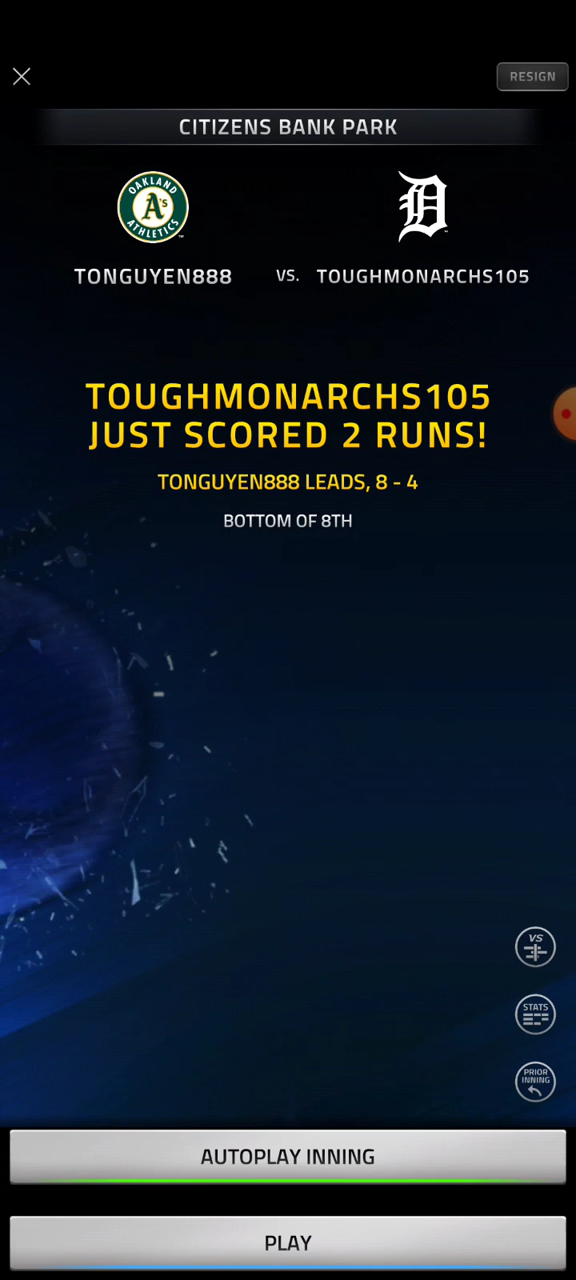 RESIGN
CITIZENS BANK PARK
OAKLAND
A's
ATHLETICS
TM
D
TONGUYEN888 VS. TOUGHMONARCHS105
TOUGHMONARCHS105
JUST SCORED 2 RUNS!
TONGUYEN888 LEADS, 8 - 4
BOTTOM OF 8TH
VS
STATS
PRIOR
INNING
AUTOPLAY INNING
PLAY